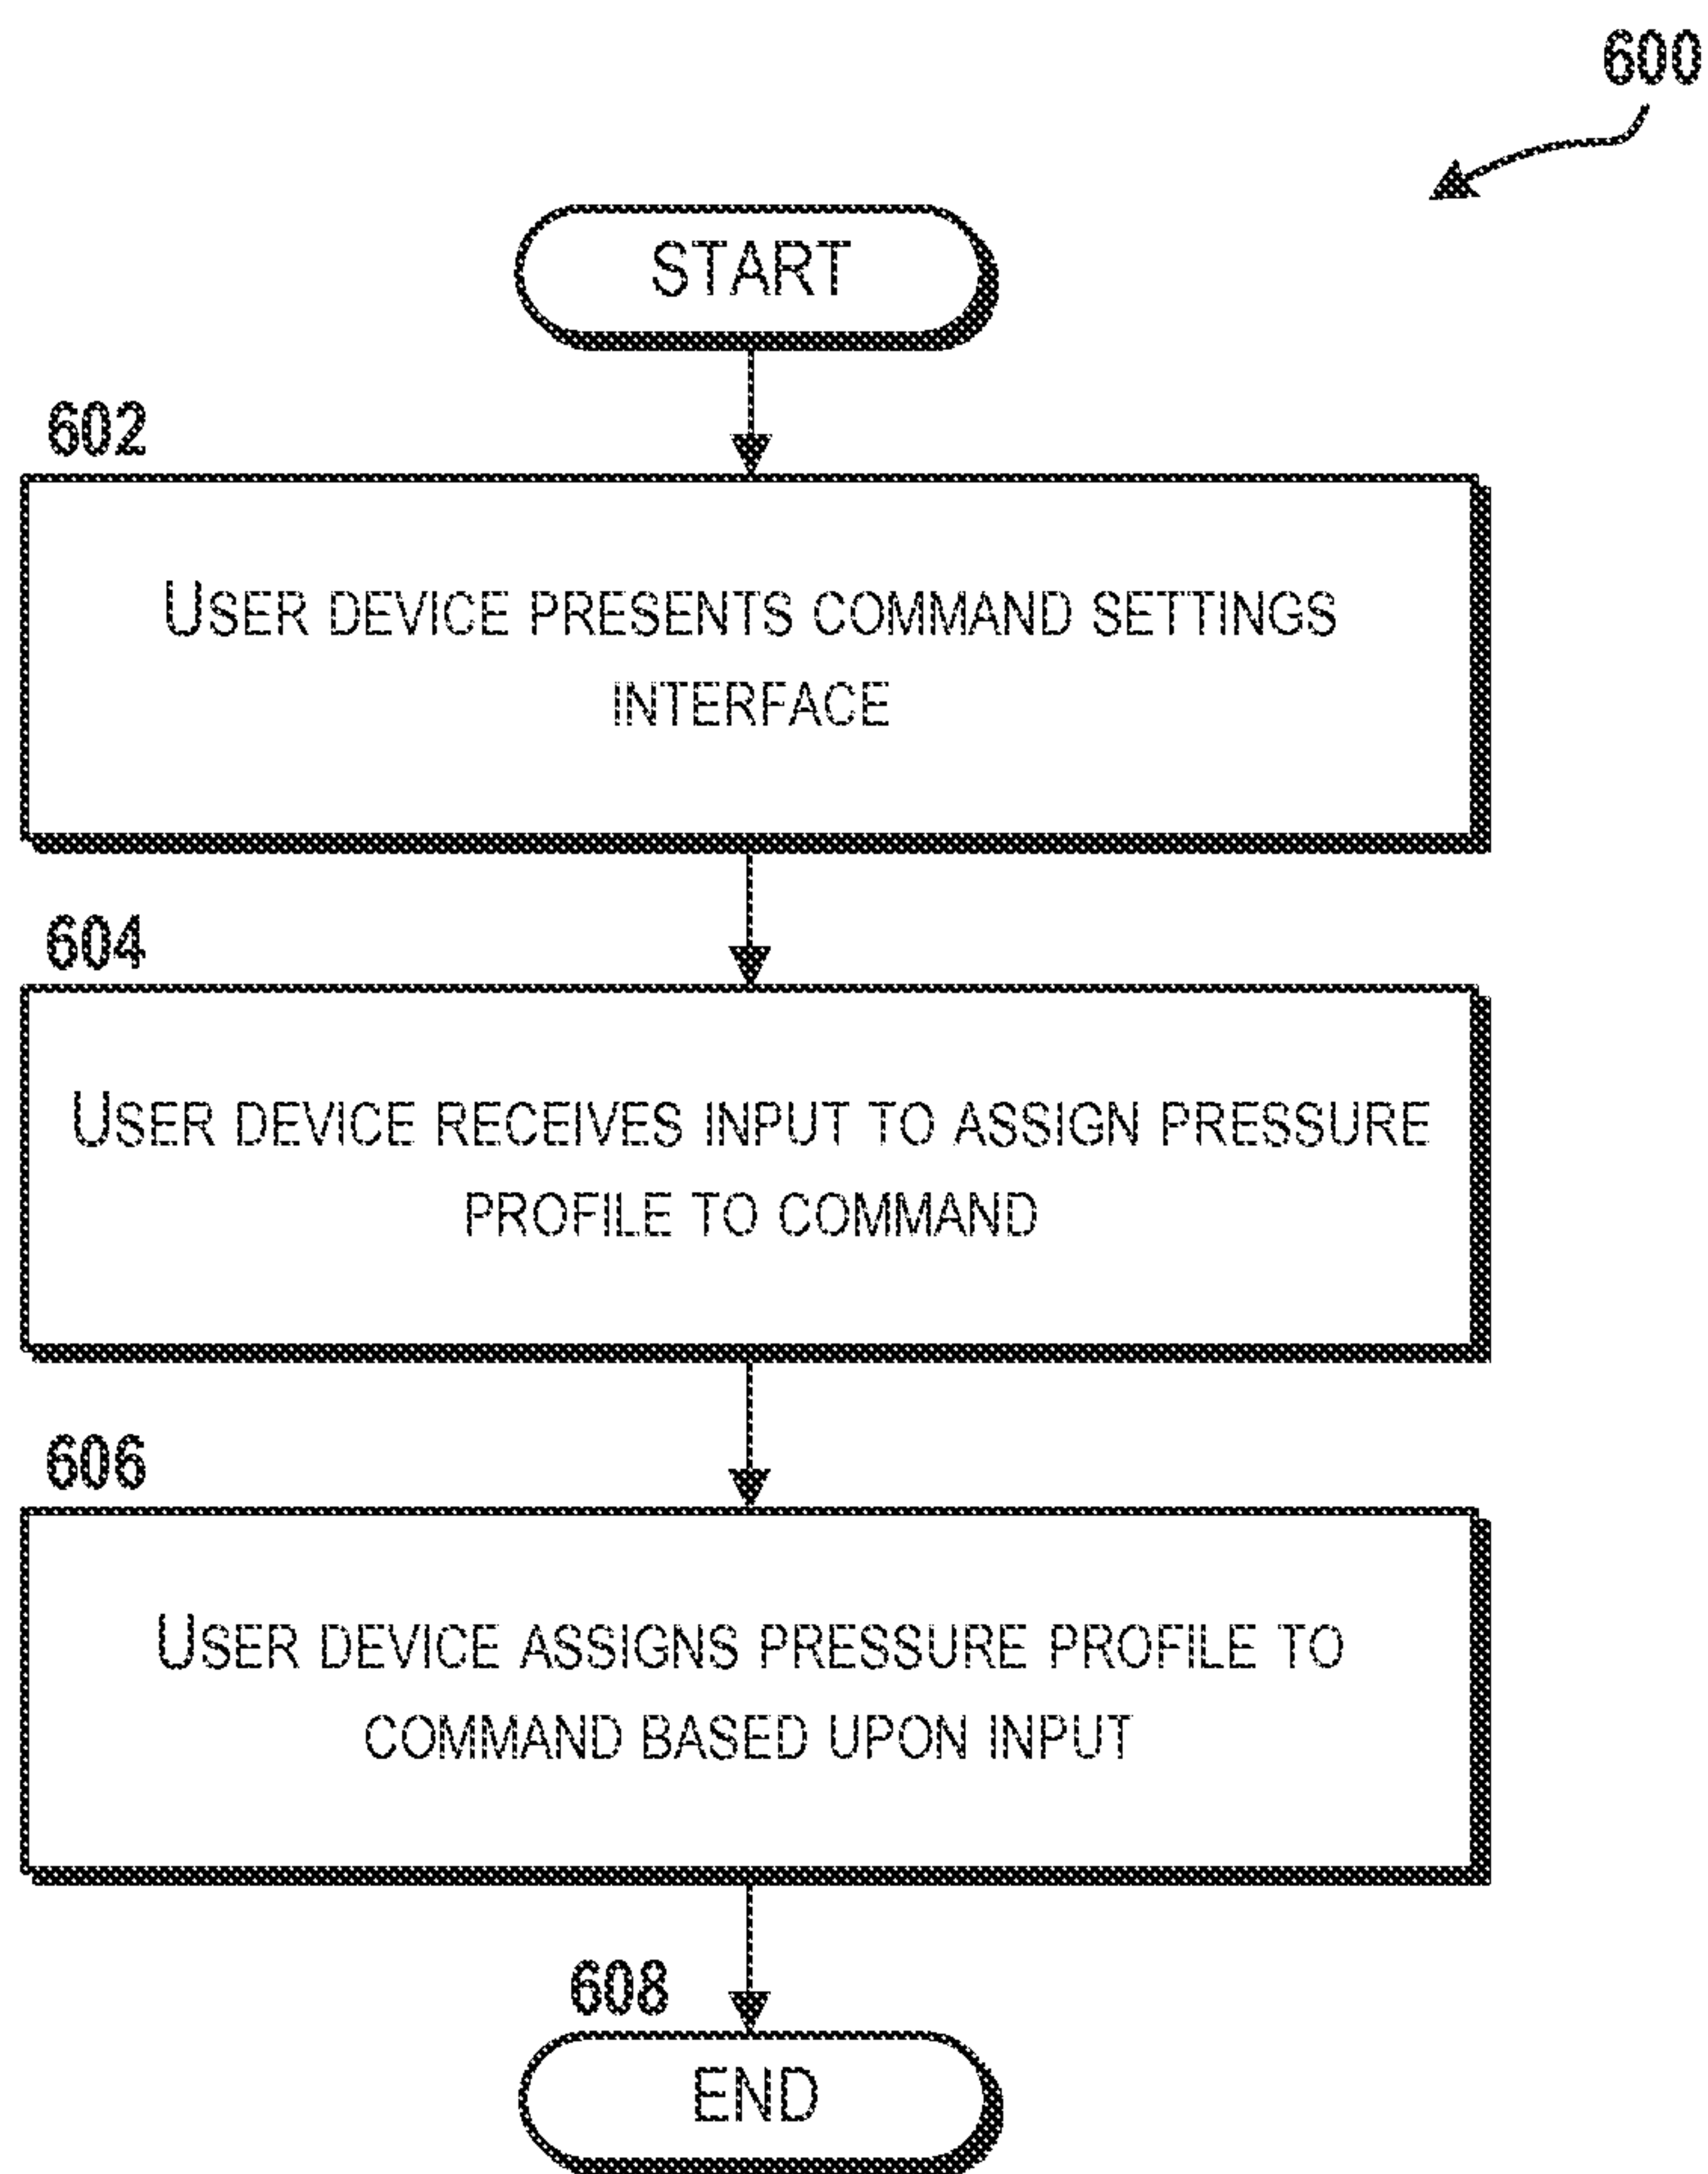 600
START
602
USER DEVICE PRESENTS COMMAND SETTINGS
INTERFACE
604
USER DEVICE RECEIVES INPUT TO ASSIGN PRESSURE
PROFILE TO COMMAND
606
USER DEVICE ASSIGNS PRESSURE PROFILE TO
COMMAND BASED UPON INPUT
608
END